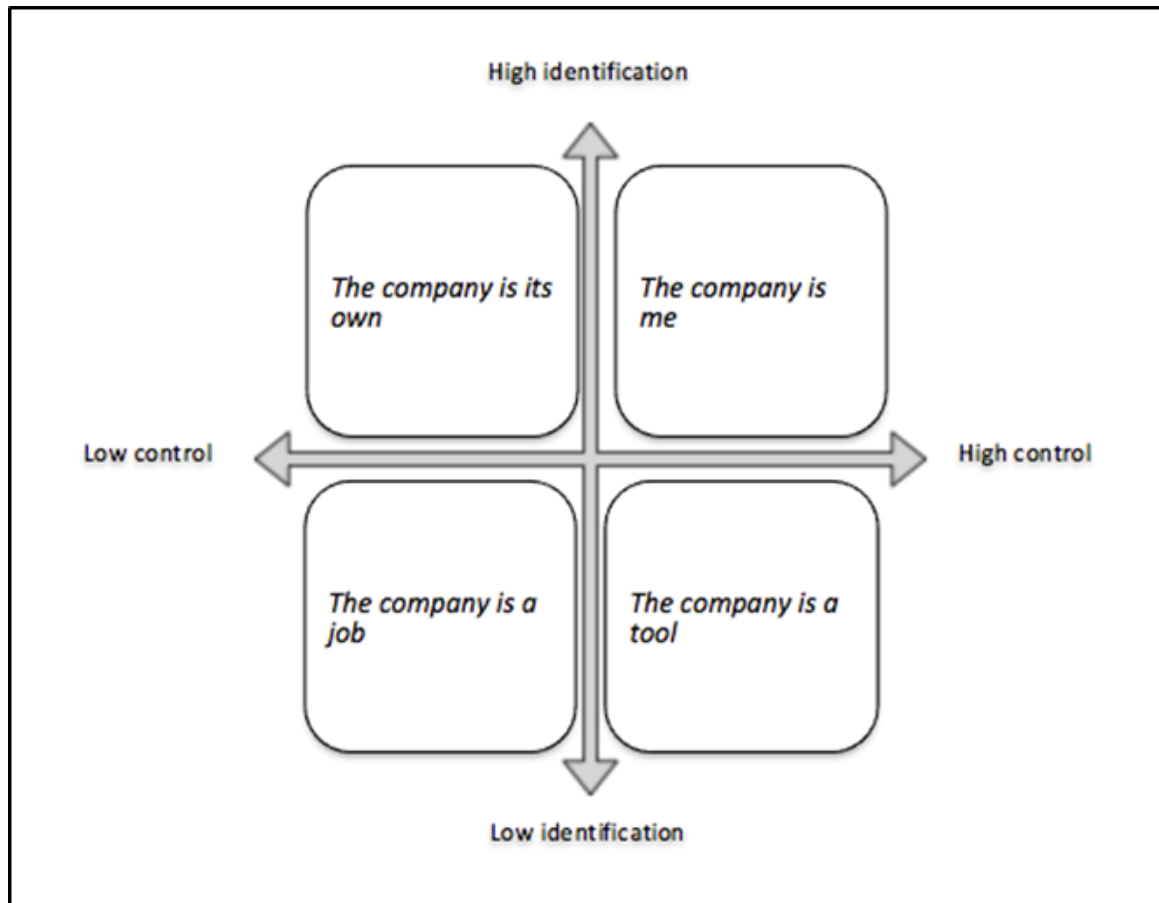 High identification
The company is its
own
The company is
me
Low control
High control
The company is a
job
The company is a
tool
Low identification